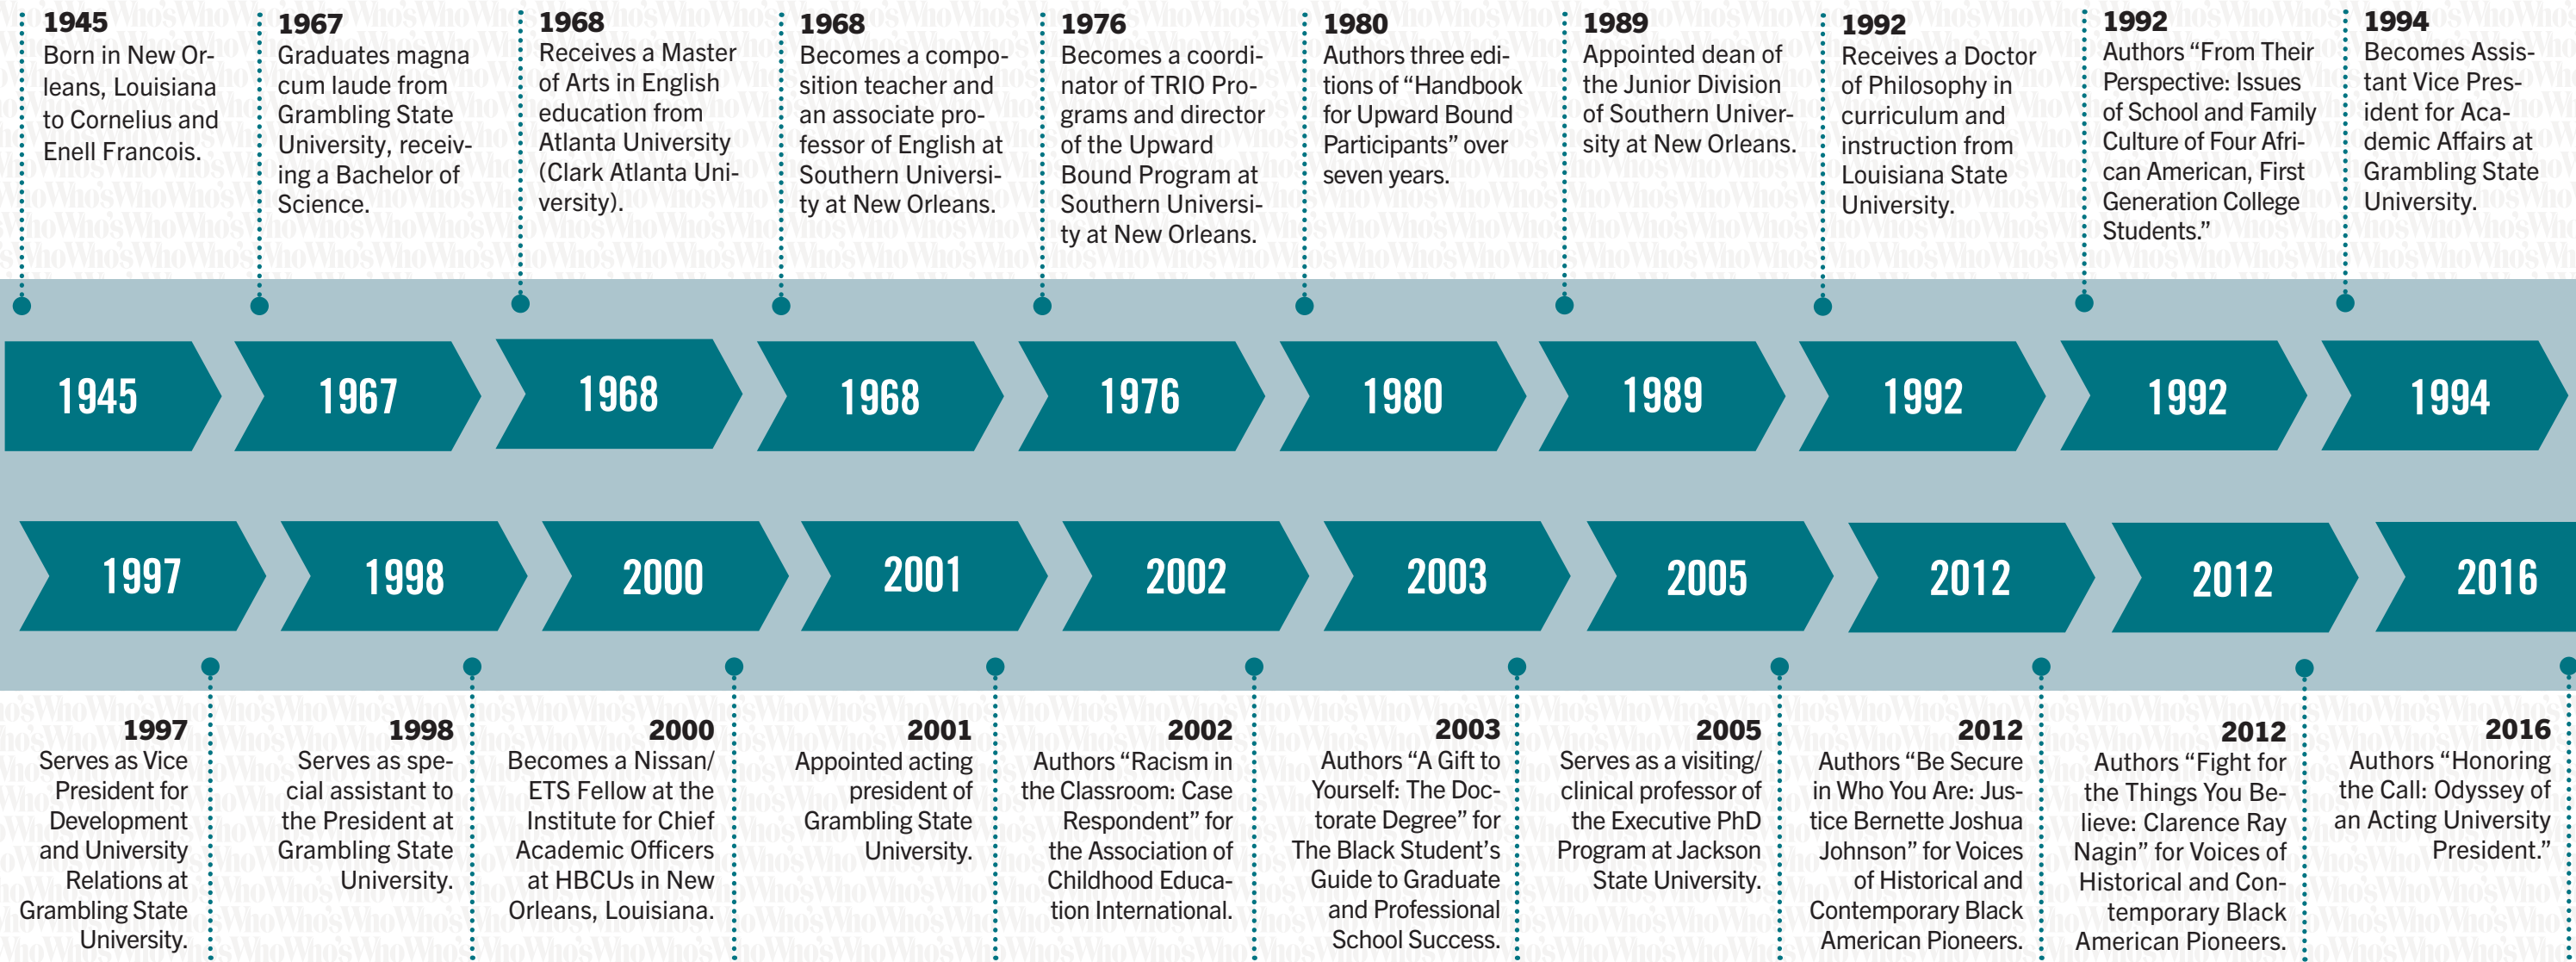 1945
Born in New Or-
leans, Louisiana
to Cornelius and
Enell Francois.
1967
Graduates magna
cum laude from
Grambling State
University, receiv-
ing a Bachelor of
Science.
1968
Receives a Master
of Arts in English
education from
Atlanta University
(Clark Atlanta Uni-
versity).
1968
Becomes a compo-
sition teacher and
an associate pro-
fessor of English at
Southern Universi-
ty at New Orleans.
1976
Becomes a coordi-
nator of TRIO Pro-
grams and director
of the Upward
Bound Program at
Southern Universi-
ty at New Orleans.
1980
Authors three edi-
tions of “Handbook
for Upward Bound
Participants” over
seven years.
1989
Appointed dean of
the Junior Division
of Southern Univer-
sity at New Orleans.
1992
Receives a Doctor
of Philosophy in
curriculum and
instruction from
Louisiana State
University.
1992
Authors “From Their
Perspective: Issues
of School and Family
Culture of Four Afri-
can American, First
Generation College
Students.”
1994
Becomes Assis-
tant Vice Pres-
ident for Aca-
demic Affairs at
Grambling State
University.
1945
1967
1968
1968
1976
1980
1989
1992
1992
1994
1997
1998
2000
2001
2002
2003
2005
2012
2012
2016
1997
Serves as Vice
President for
Development
and University
Relations at
Grambling State
University.
1998
Serves as spe-
cial assistant to
the President at
Grambling State
University.
2000
Becomes a Nissan/
ETS Fellow at the
Institute for Chief
Academic Officers
at HBCUs in New
Orleans, Louisiana.
2001
Appointed acting
president of
Grambling State
University.
2002
Authors “Racism in
the Classroom: Case
Respondent” for
the Association of
Childhood Educa-
tion International.
2003
Authors “A Gift to
Yourself: The Doc-
torate Degree” for
The Black Student’s
Guide to Graduate
and Professional
School Success.
2005
Serves as a visiting/
clinical professor of
the Executive PhD
Program at Jackson
State University.
2012
Authors “Be Secure
in Who You Are: Jus-
tice Bernette Joshua
Johnson” for Voices
of Historical and
Contemporary Black
American Pioneers.
2012
Authors “Fight for
the Things You Be-
lieve: Clarence Ray
Nagin” for Voices of
Historical and Con-
temporary Black
American Pioneers.
2016
Authors “Honoring
the Call: Odyssey of
an Acting University
President.”